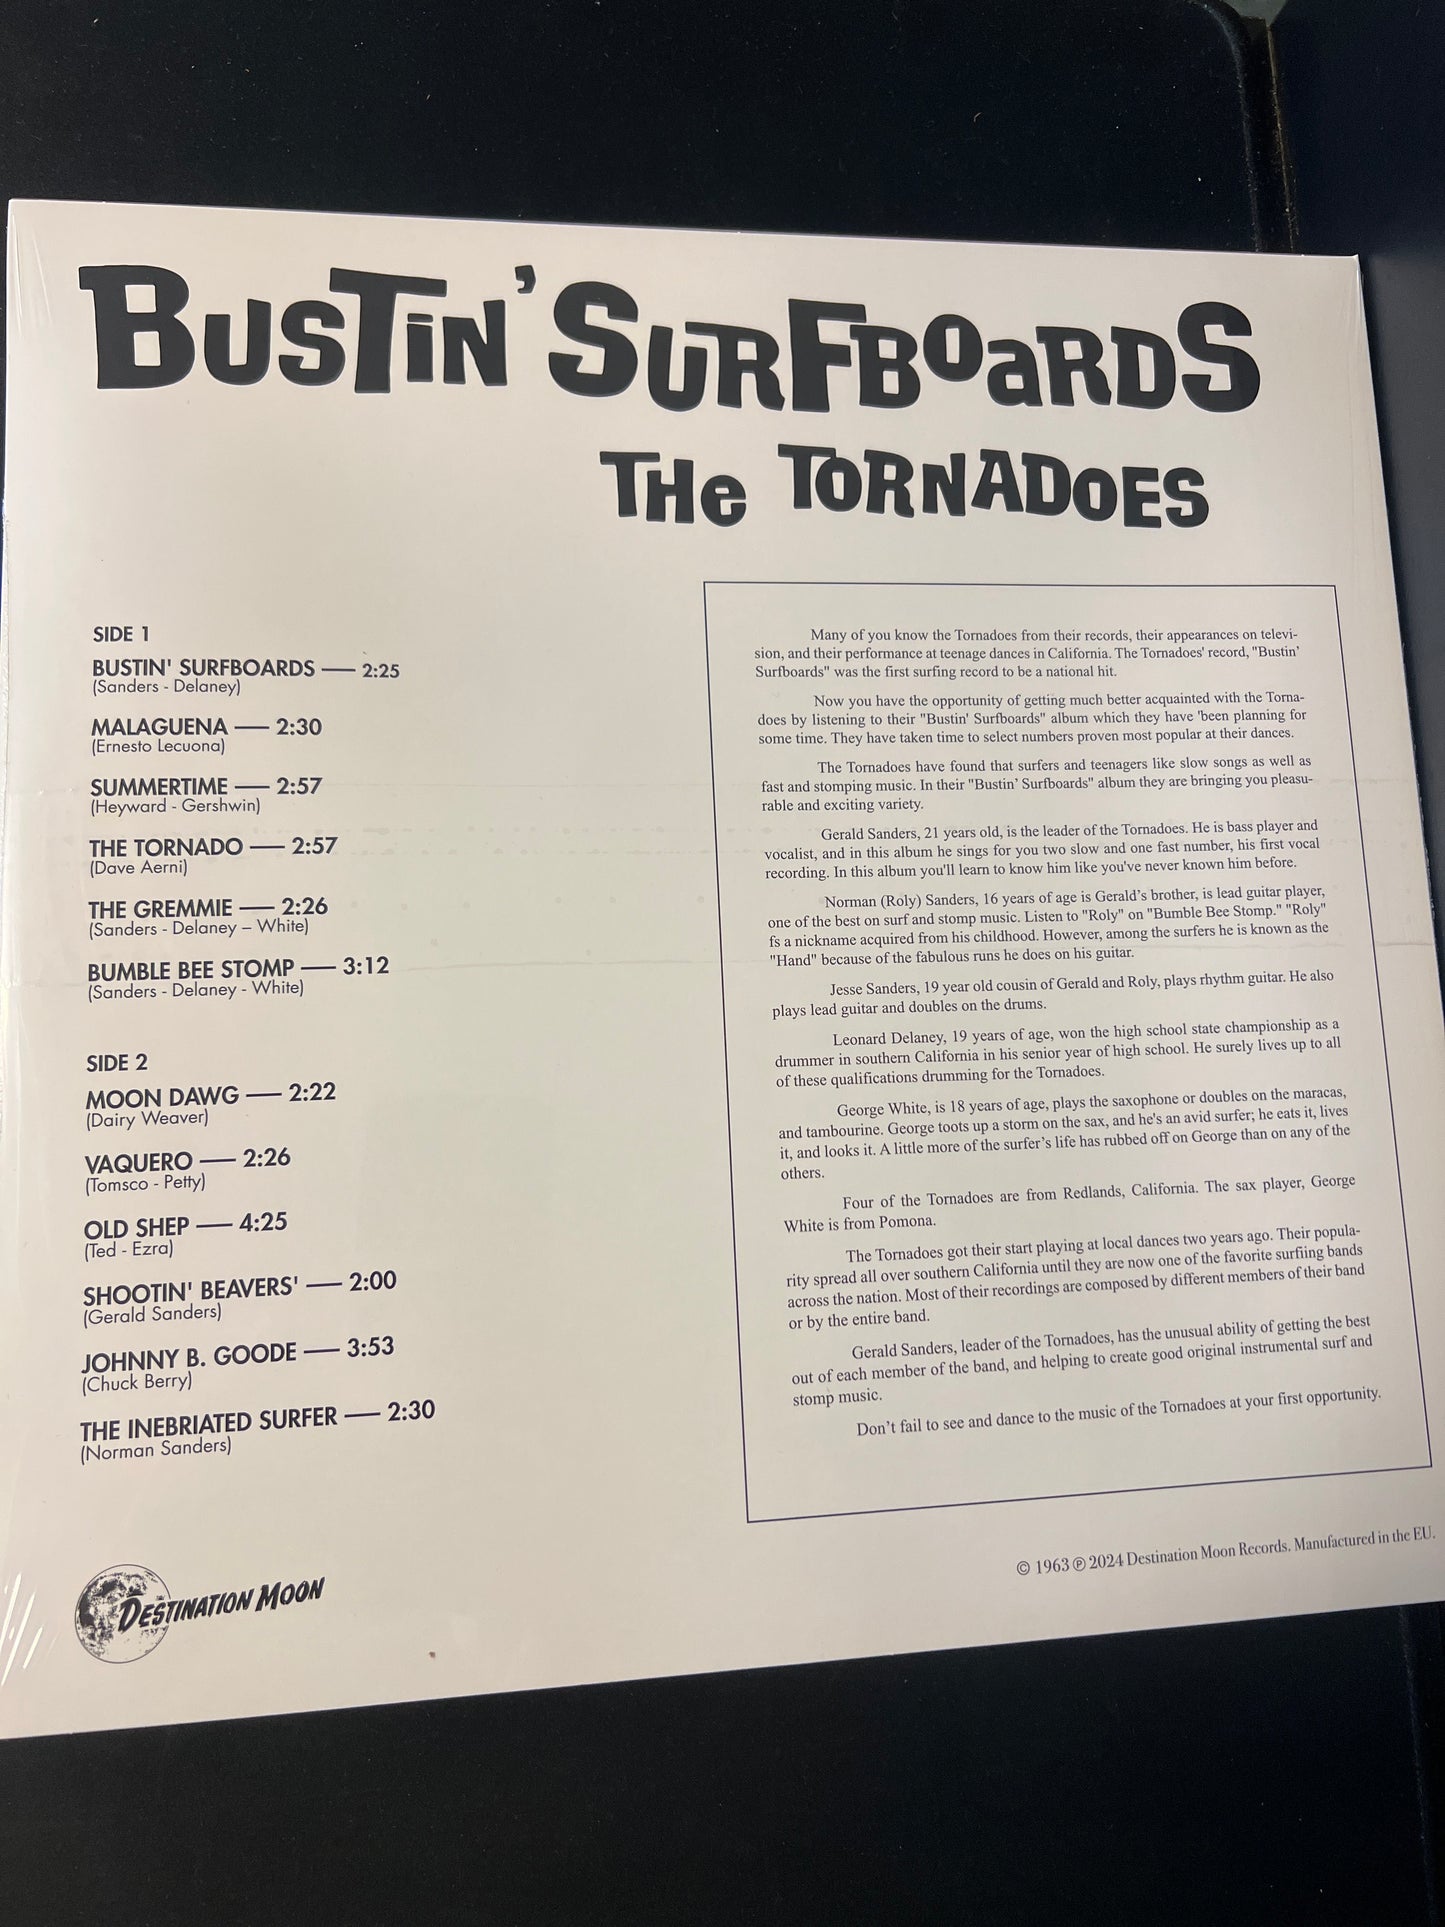 BUSTiN' SURFBOaRDS
THe TORNADOES
SIDE 1
BUSTIN' SURFBOARDS — 2:25
(Sanders - Delaney)
MALAGUENA — 2:30
(Ernesto Lecuona)
SUMMERTIME — 2:57
(Heyward - Gershwin)
THE TORNADO — 2:57
(Dave Aerni)
THE GREMMIE — 2:26
(Sanders - Delaney – White)
BUMBLE BEE STOMP — 3:12
(Sanders - Delaney - White)
SIDE 2
MOON DAWG — 2:22
(Dairy Weaver)
VAQUERO — 2:26
(Tomsco - Petty)
OLD SHEP — 4:25
(Ted - Ezra)
SHOOTIN' BEAVERS' — 2:00
(Gerald Sanders)
JOHNNY B. GOODE — 3:53
(Chuck Berry)
THE INEBRIATED SURFER — 2:30
(Norman Sanders)
DESTINATION MOON
Many of you know the Tornadoes from their records, their appearances on televi-
sion, and their performance at teenage dances in California. The Tornadoes' record, "Bustin'
Surfboards" was the first surfing record to be a national hit.
Now you have the opportunity of getting much better acquainted with the Torna-
does by listening to their "Bustin' Surfboards" album which they have 'been planning for
some time. They have taken time to select numbers proven most popular at their dances.
The Tornadoes have found that surfers and teenagers like slow songs as well as
fast and stomping music. In their "Bustin' Surfboards" album they are bringing you pleasu-
rable and exciting variety.
Gerald Sanders, 21 years old, is the leader of the Tornadoes. He is bass player and
vocalist, and in this album he sings for you two slow and one fast number, his first vocal
recording. In this album you'll learn to know him like you've never known him before.
Norman (Roly) Sanders, 16 years of age is Gerald's brother, is lead guitar player,
one of the best on surf and stomp music. Listen to "Roly" on "Bumble Bee Stomp." "Roly"
fs a nickname acquired from his childhood. However, among the surfers he is known as the
"Hand" because of the fabulous runs he does on his guitar.
Jesse Sanders, 19 year old cousin of Gerald and Roly, plays rhythm guitar. He also
plays lead guitar and doubles on the drums.
Leonard Delaney, 19 years of age, won the high school state championship as a
drummer in southern California in his senior year of high school. He surely lives up to all
of these qualifications drumming for the Tornadoes.
George White, is 18 years of age, plays the saxophone or doubles on the maracas,
and tambourine. George toots up a storm on the sax, and he's an avid surfer; he eats it, lives
it, and looks it. A little more of the surfer's life has rubbed off on George than on any of the
others.
Four of the Tornadoes are from Redlands, California. The sax player, George
White is from Pomona.
The Tornadoes got their start playing at local dances two years ago. Their popula-
rity spread all over southern California until they are now one of the favorite surfiing bands
across the nation. Most of their recordings are composed by different members of their band
or by the entire band.
Gerald Sanders, leader of the Tornadoes, has the unusual ability of getting the best
out of each member of the band, and helping to create good original instrumental surf and
stomp music.
Don't fail to see and dance to the music of the Tornadoes at your first opportunity.
© 1963 ℗ 2024 Destination Moon Records. Manufactured in the EU.